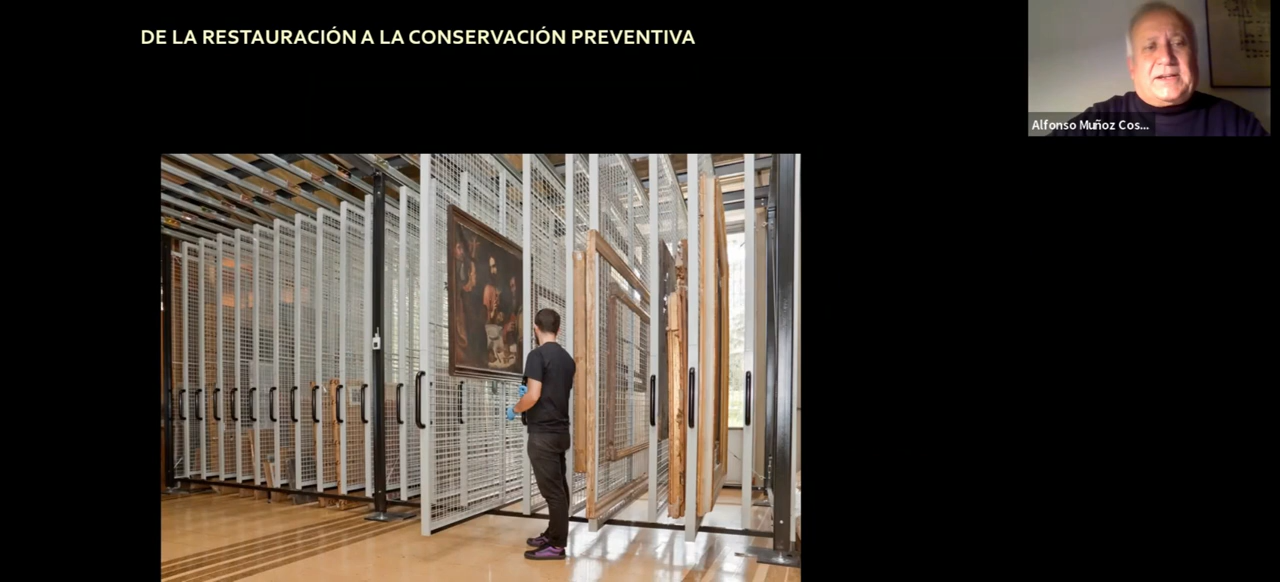 DE LA RESTAURACIÓN A LA CONSERVACIÓN PREVENTIVA
Alfonso Muñoz Cos...